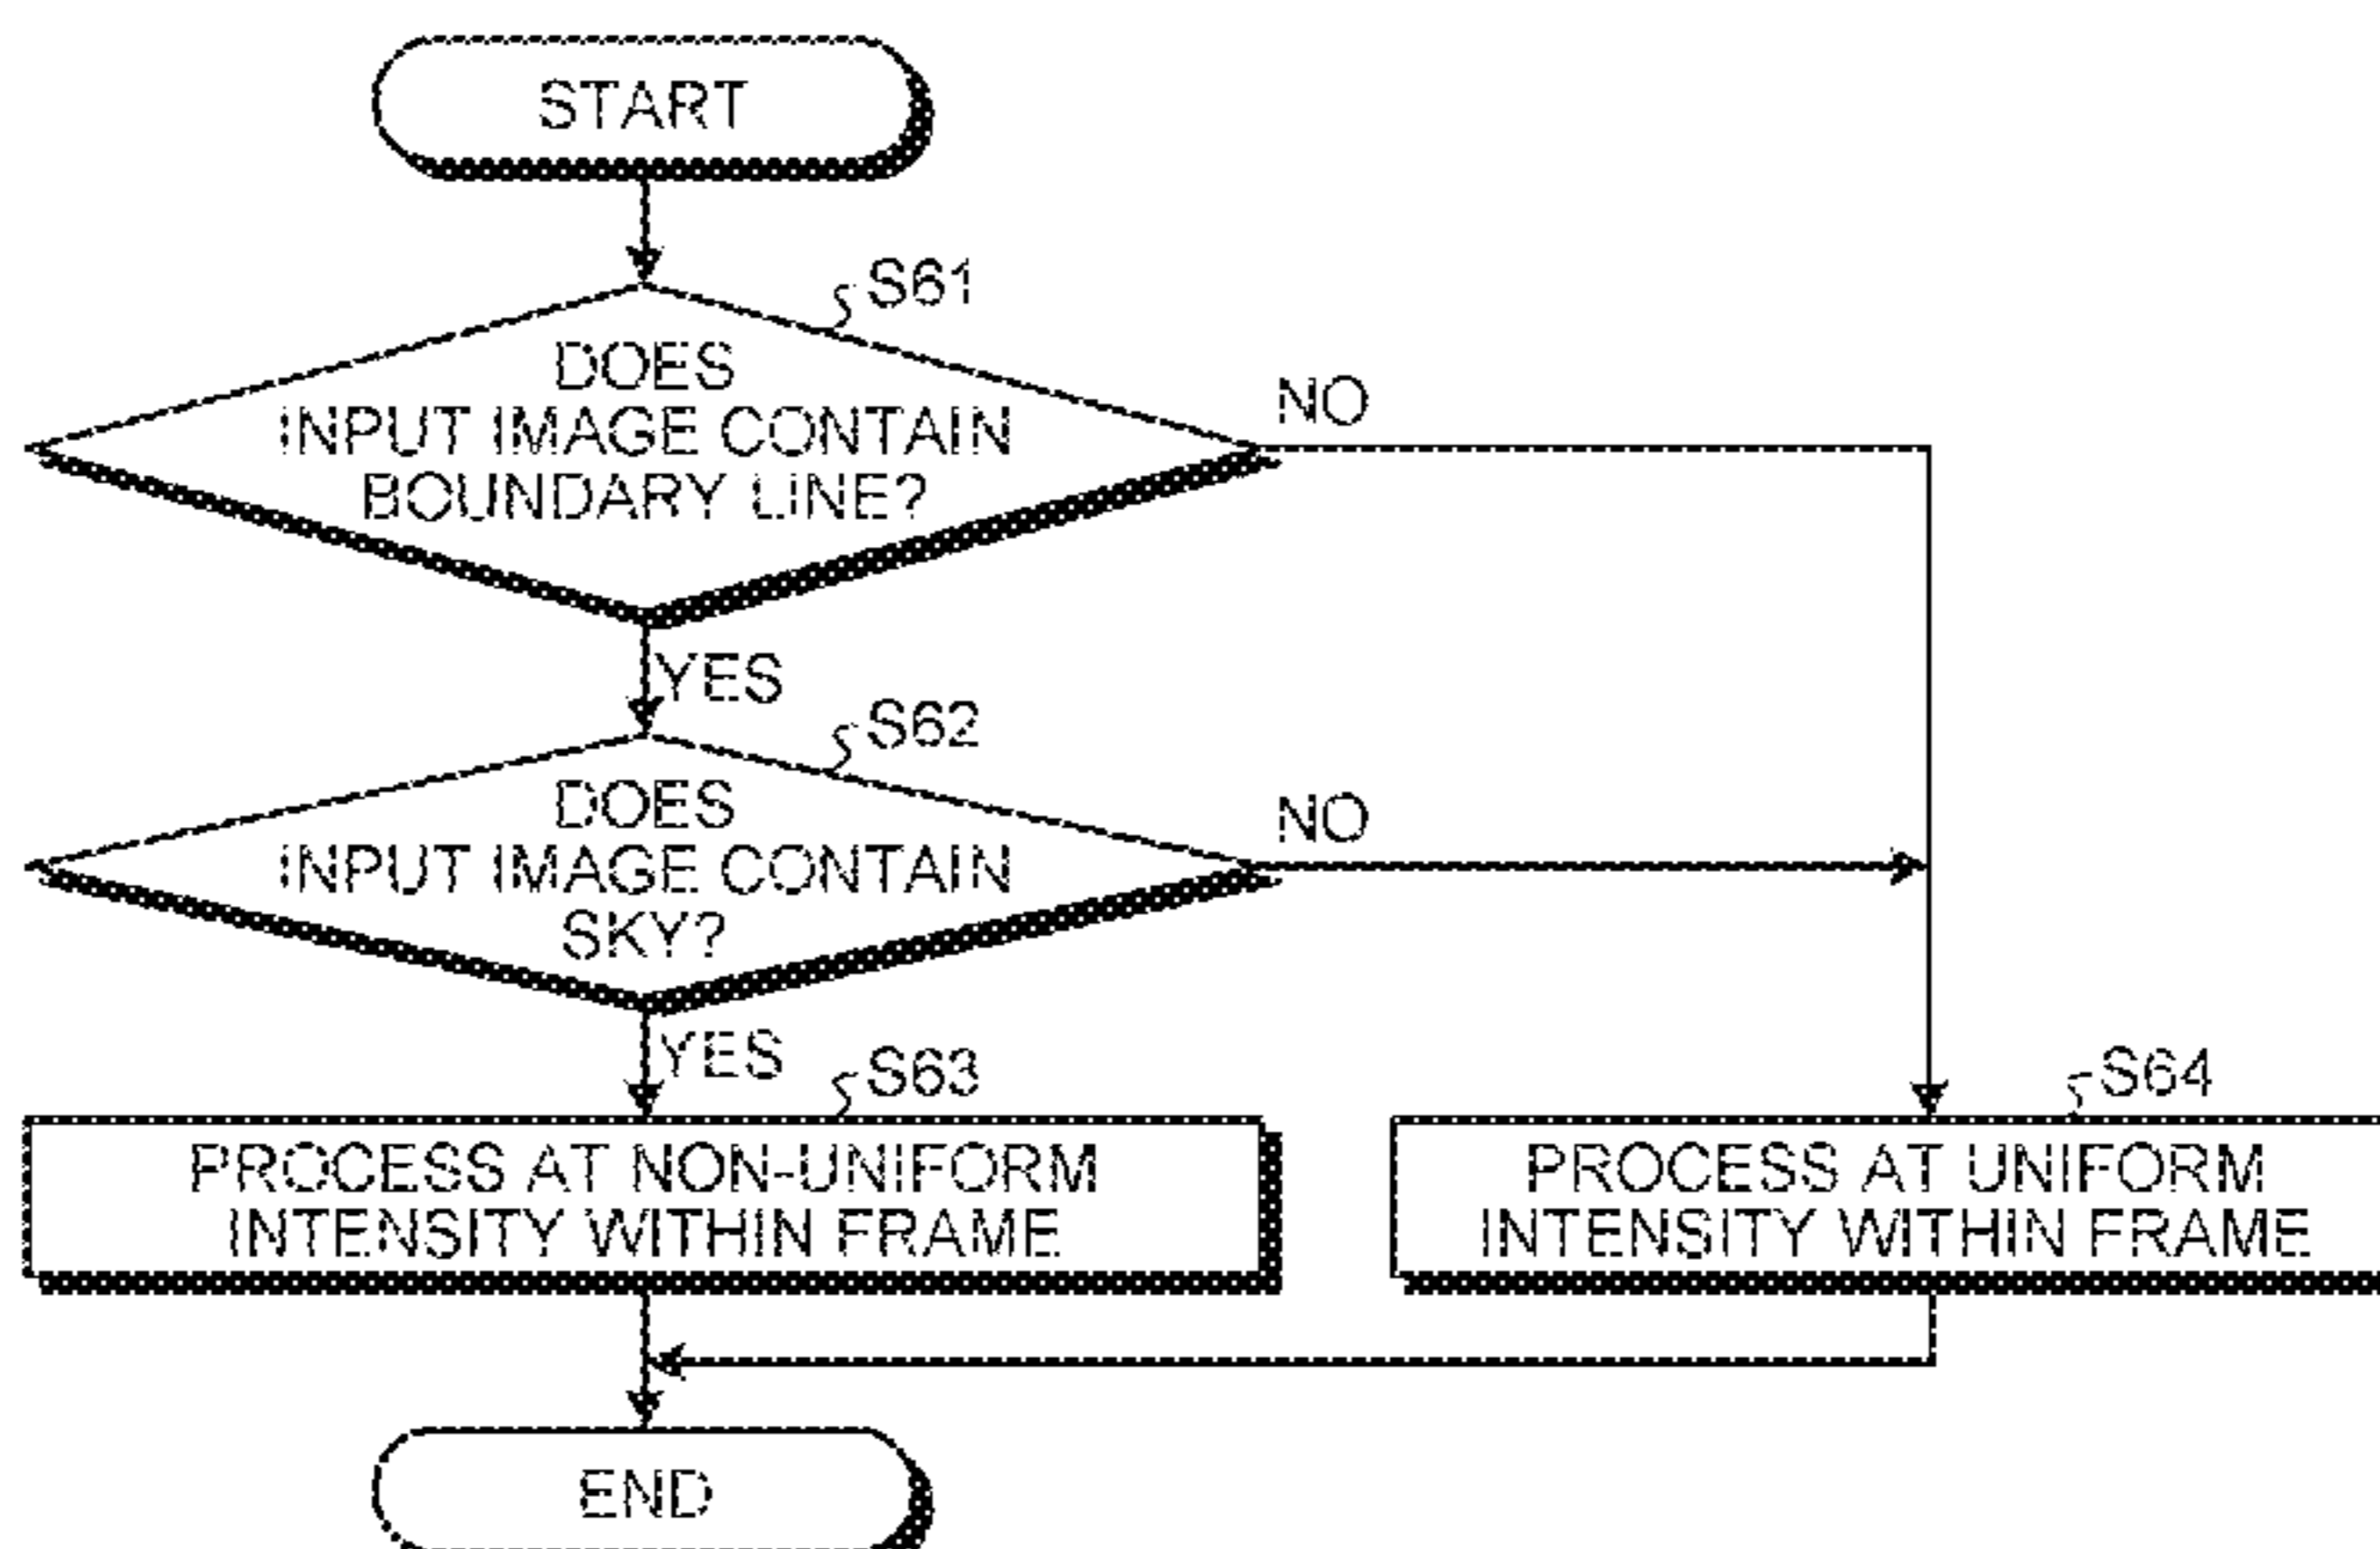 START
S61
DOES
INPUT IMAGE CONTAIN
BOUNDARY LINE?
NO
YES
S62
DOES
INPUT IMAGE CONTAIN
SKY?
NO
YES
S63
PROCESS AT NON-UNIFORM
INTENSITY WITHIN FRAME
S64
PROCESS AT UNIFORM
INTENSITY WITHIN FRAME
END